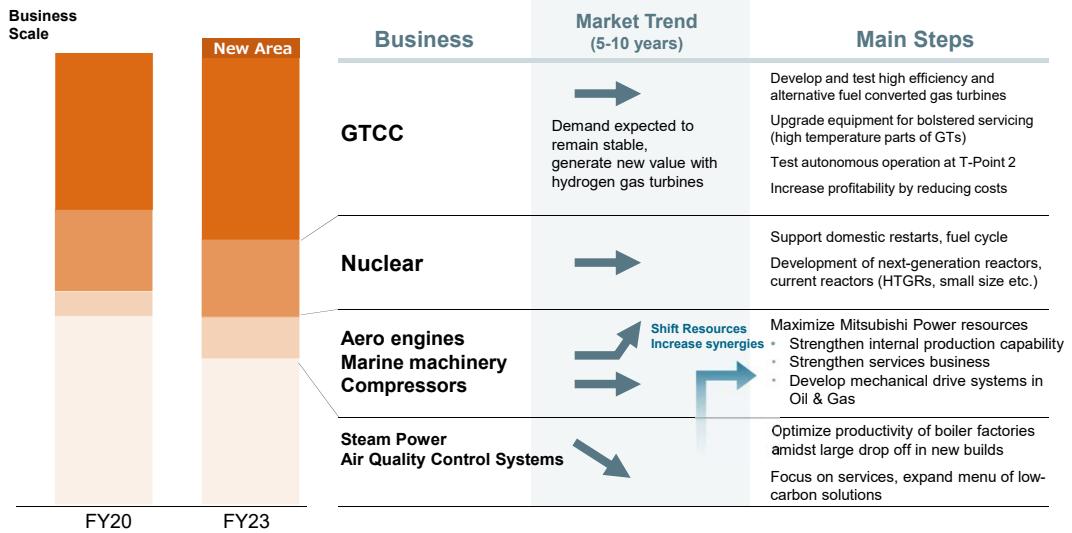 Business
Scale
New Area
FY20
FY23
Business
Market Trend
(5-10 years)
Main Steps
GTCC
Demand expected to
remain stable,
generate new value with
hydrogen gas turbines
Develop and test high efficiency and
alternative fuel converted gas turbines
Upgrade equipment for bolstered servicing
(high temperature parts of GTs)
Test autonomous operation at T-Point 2
Increase profitability by reducing costs
Nuclear
Support domestic restarts, fuel cycle
Development of next-generation reactors,
current reactors (HTGRs, small size etc.)
Aero engines
Marine machinery
Compressors
Shift Resources
Increase synergies
Maximize Mitsubishi Power resources
• Strengthen internal production capability
• Strengthen services business
• Develop mechanical drive systems in
Oil & Gas
Steam Power
Air Quality Control Systems
Optimize productivity of boiler factories
amidst large drop off in new builds
Focus on services, expand menu of low-
carbon solutions